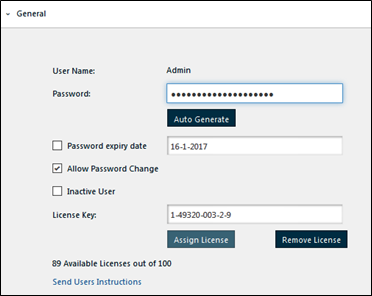 General
User Name: Admin
Password: ●●●●●●●●●●●●●●●●●●●●
Auto Generate
Password expiry date 16-1-2017
Allow Password Change
Inactive User
License Key: 1-49320-003-2-9
Assign License Remove License
89 Available Licenses out of 100
Send Users Instructions